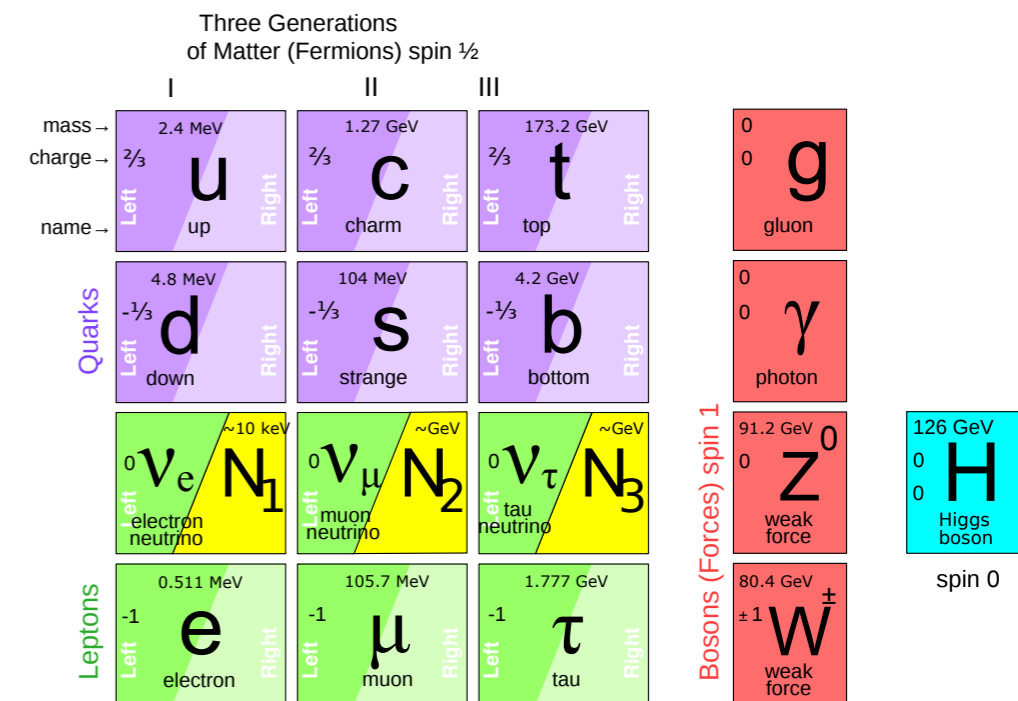 Three Generations
of Matter (Fermions) spin ½
I II III
mass→
charge→
name→
2.4 MeV
⅔
u
Left
Right
up
1.27 GeV
⅔
c
Left
Right
charm
173.2 GeV
⅔
t
Left
Right
top
0
0
g
gluon
Quarks
4.8 MeV
-⅓
d
Left
Right
down
104 MeV
-⅓
s
Left
Right
strange
4.2 GeV
-⅓
b
Left
Right
bottom
0
0
γ
photon
~10 keV
0
νe
N1
Left
electron
neutrino
~GeV
0
νμ
N2
Left
muon
neutrino
~GeV
0
ντ
N3
Left
tau
neutrino
Bosons (Forces) spin 1
91.2 GeV
0
Z0
weak
force
126 GeV
0
0
H
Higgs
boson
spin 0
Leptons
0.511 MeV
-1
e
Left
Right
electron
105.7 MeV
-1
μ
Left
Right
muon
1.777 GeV
-1
τ
Left
Right
tau
80.4 GeV
±1
W±
weak
force